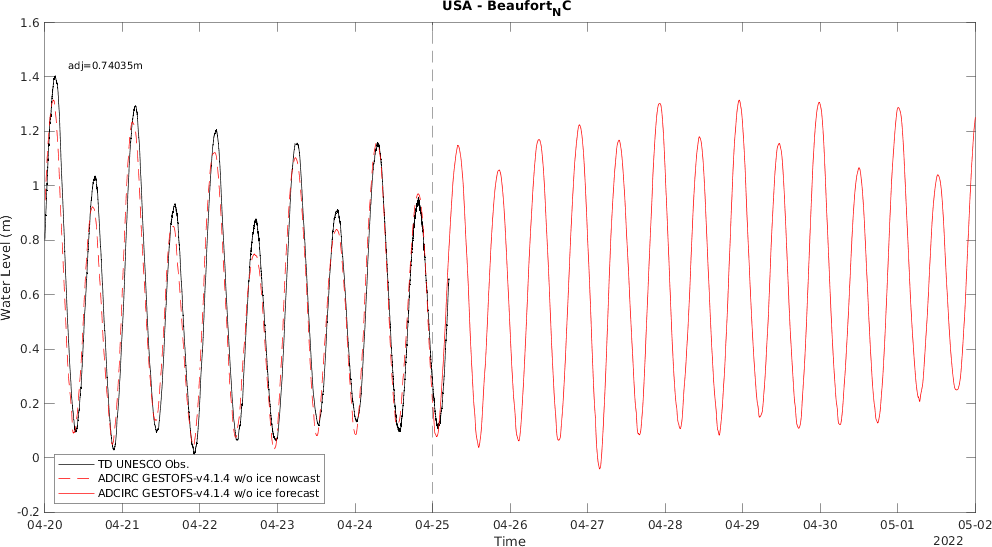 USA - Beaufort_NC
adj=0.74035m
1.6
1.4
1.2
1
0.8
0.6
0.4
0.2
0
-0.2
Water Level (m)
TD UNESCO Obs.
ADCIRC GESTOFS-v4.1.4 w/o ice nowcast
ADCIRC GESTOFS-v4.1.4 w/o ice forecast
04-20 04-21 04-22 04-23 04-24 04-25 04-26 04-27 04-28 04-29 04-30 05-01 05-02
Time
2022